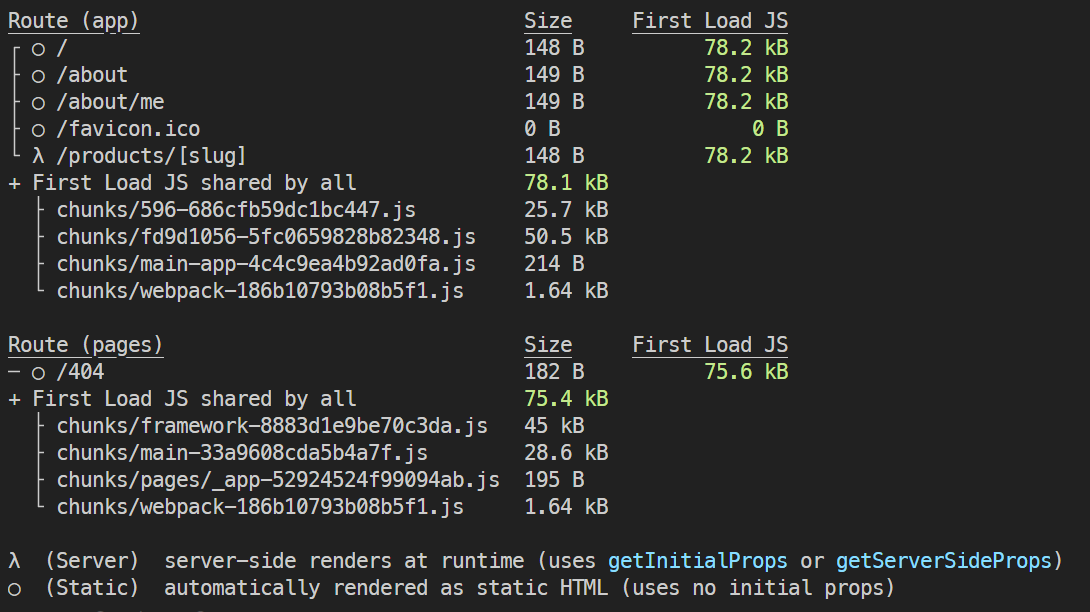 Route (app)                                Size     First Load JS
┌ ○ /                                      148 B          78.2 kB
├ ○ /about                                 149 B          78.2 kB
├ ○ /about/me                              149 B          78.2 kB
├ ○ /favicon.ico                           0 B                0 B
└ λ /products/[slug]                       148 B          78.2 kB
+ First Load JS shared by all              78.1 kB
  ├ chunks/596-686cfb59dc1bc447.js         25.7 kB
  ├ chunks/fd9d1056-5fc0659828b82348.js    50.5 kB
  ├ chunks/main-app-4c4c9ea4b92ad0fa.js    214 B
  └ chunks/webpack-186b10793b08b5f1.js     1.64 kB
Route (pages)                              Size     First Load JS
─ ○ /404                                   182 B          75.6 kB
+ First Load JS shared by all              75.4 kB
  ├ chunks/framework-8883d1e9be70c3da.js   45 kB
  ├ chunks/main-33a9608cda5b4a7f.js        28.6 kB
  ├ chunks/pages/_app-52924524f99094ab.js  195 B
  └ chunks/webpack-186b10793b08b5f1.js     1.64 kB
λ  (Server)  server-side renders at runtime (uses getInitialProps or getServerSideProps)
○  (Static)  automatically rendered as static HTML (uses no initial props)